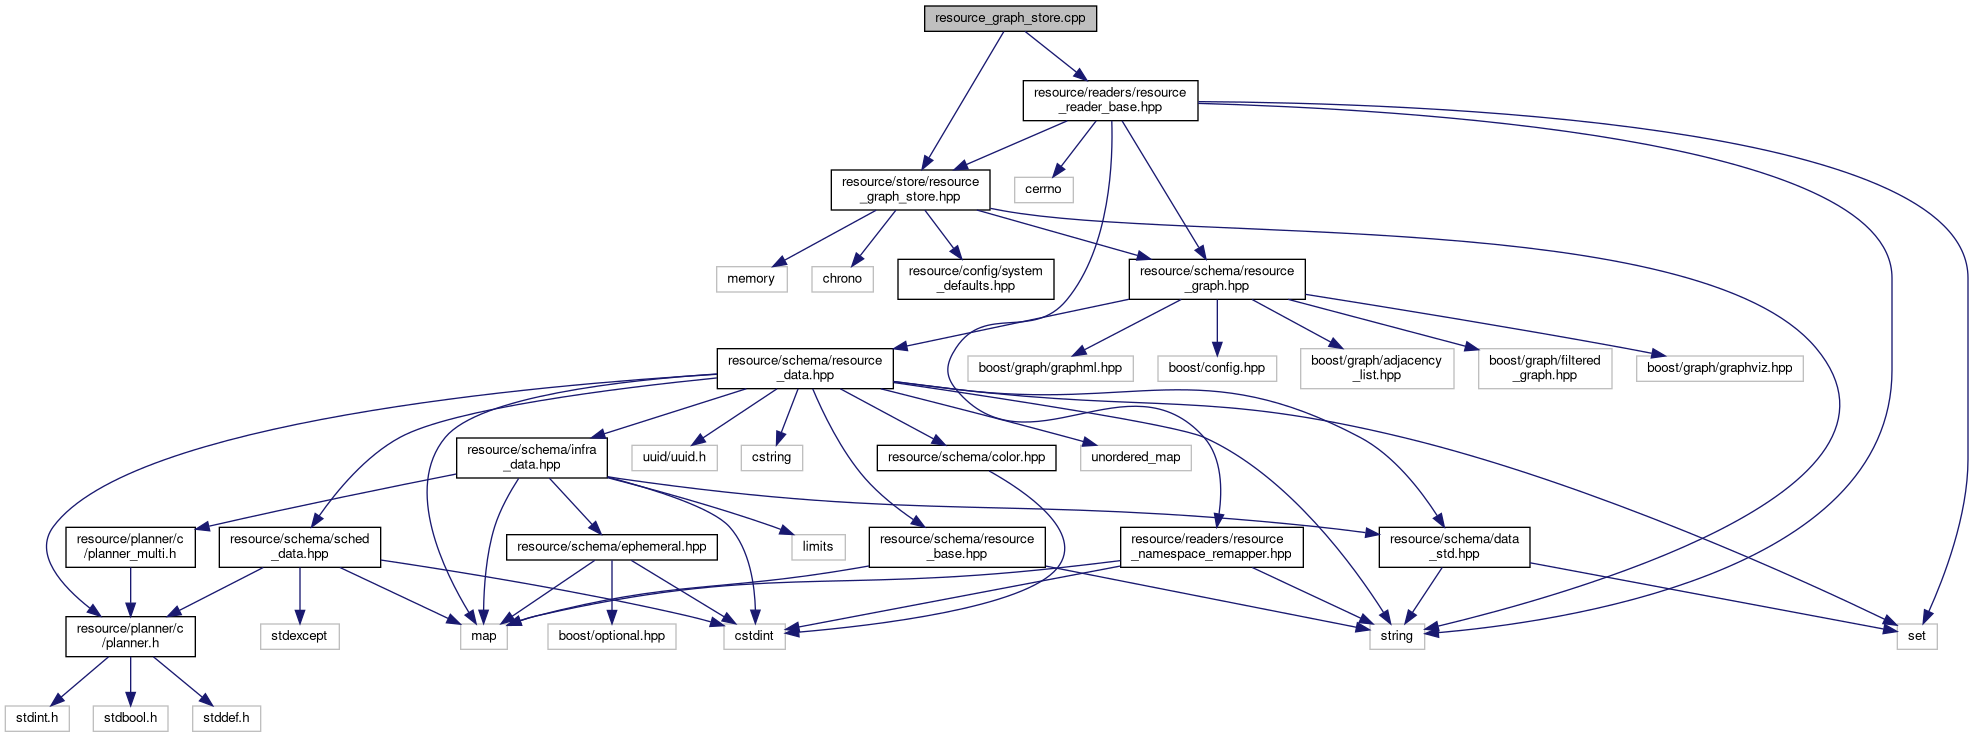 resource_graph_store.cpp
resource/readers/resource
_reader_base.hpp
resource/store/resource
_graph_store.hpp
cerrno
memory
chrono
resource/config/system
_defaults.hpp
resource/schema/resource
_graph.hpp
resource/schema/resource
_data.hpp
boost/graph/graphml.hpp
boost/config.hpp
boost/graph/adjacency
_list.hpp
boost/graph/filtered
_graph.hpp
boost/graph/graphviz.hpp
resource/schema/infra
_data.hpp
uuid/uuid.h
cstring
resource/schema/color.hpp
unordered_map
resource/planner/c
/planner_multi.h
resource/schema/sched
_data.hpp
resource/schema/ephemeral.hpp
limits
resource/schema/resource
_base.hpp
resource/readers/resource
_namespace_remapper.hpp
resource/schema/data
_std.hpp
resource/planner/c
/planner.h
stdexcept
map
boost/optional.hpp
cstdint
string
set
stdint.h
stdbool.h
stddef.h